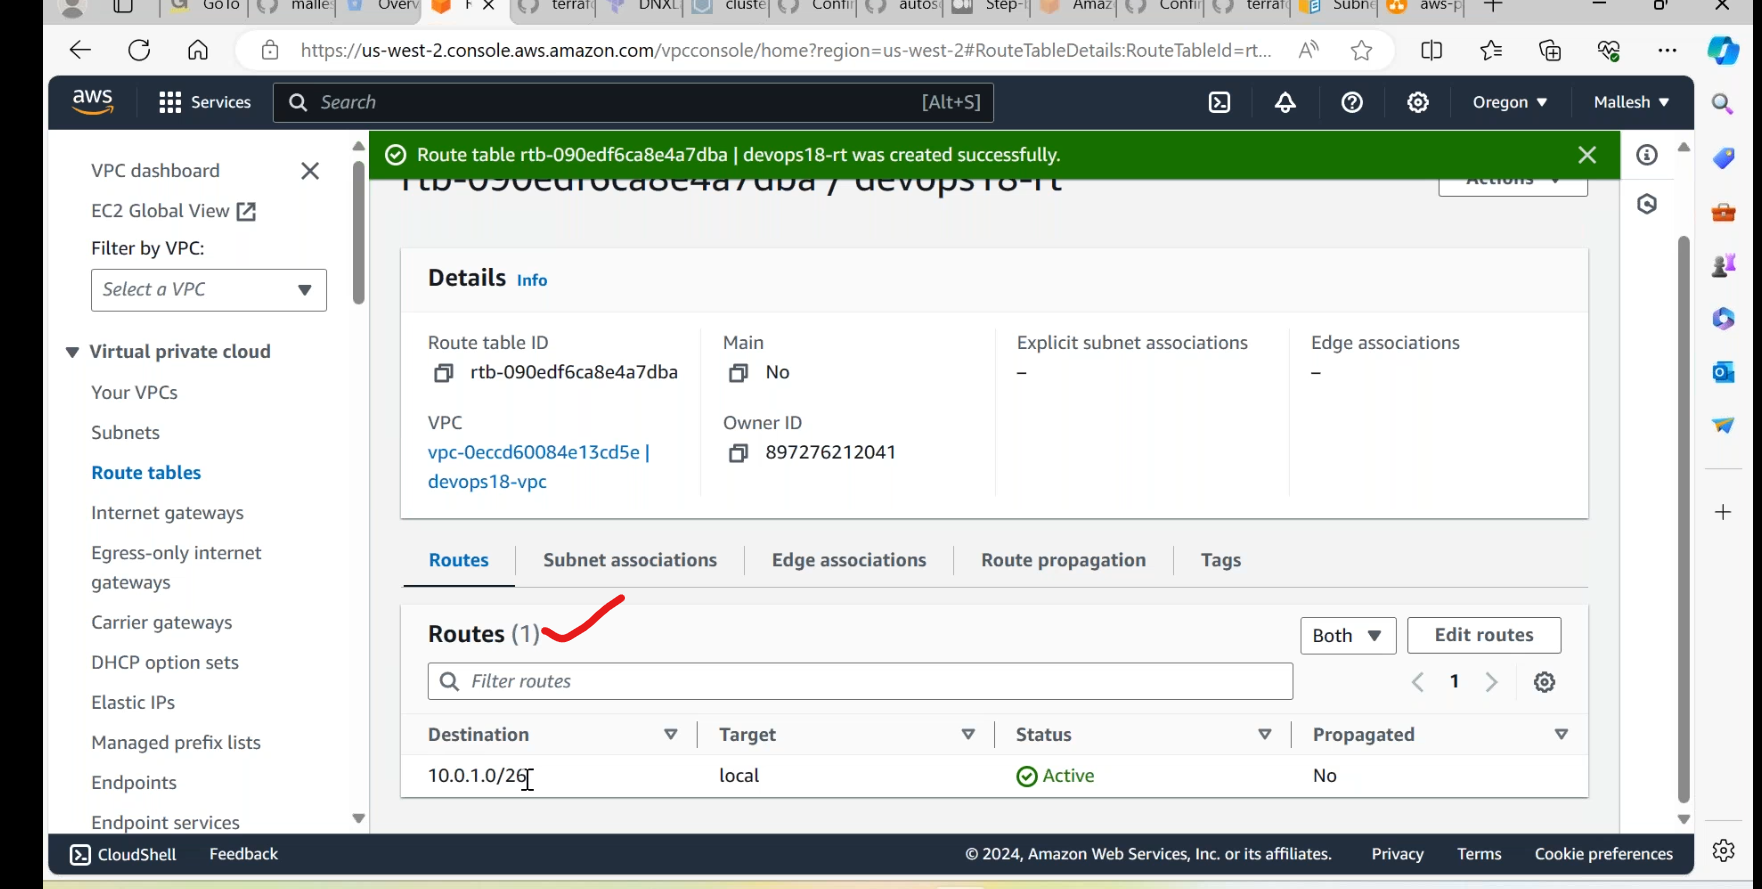 GoTo
malle
Overv
F
terraf
DNXL
cluste
Confi
autos
Step-
Amaz
Confi
terraf
Subne
aws-p
https://us-west-2.console.aws.amazon.com/vpcconsole/home?region=us-west-2#RouteTableDetails:RouteTableId=rt...
aws
Services
Search
[Alt+S]
Oregon
Mallesh
VPC dashboard
EC2 Global View
Filter by VPC:
Select a VPC
Virtual private cloud
Your VPCs
Subnets
Route tables
Internet gateways
Egress-only internet
gateways
Carrier gateways
DHCP option sets
Elastic IPs
Managed prefix lists
Endpoints
Endpoint services
Route table rtb-090edf6ca8e4a7dba | devops18-rt was created successfully.
rtb-090edf6ca8e4a7dba / devops18-rt
Actions
Details Info
Route table ID
rtb-090edf6ca8e4a7dba
Main
No
Explicit subnet associations
–
Edge associations
–
VPC
vpc-0eccd60084e13cd5e |
devops18-vpc
Owner ID
897276212041
Routes
Subnet associations
Edge associations
Route propagation
Tags
Routes (1)
Both
Edit routes
Filter routes
1
Destination Target Status Propagated
10.0.1.0/26 local Active No
CloudShell
Feedback
© 2024, Amazon Web Services, Inc. or its affiliates.
Privacy
Terms
Cookie preferences